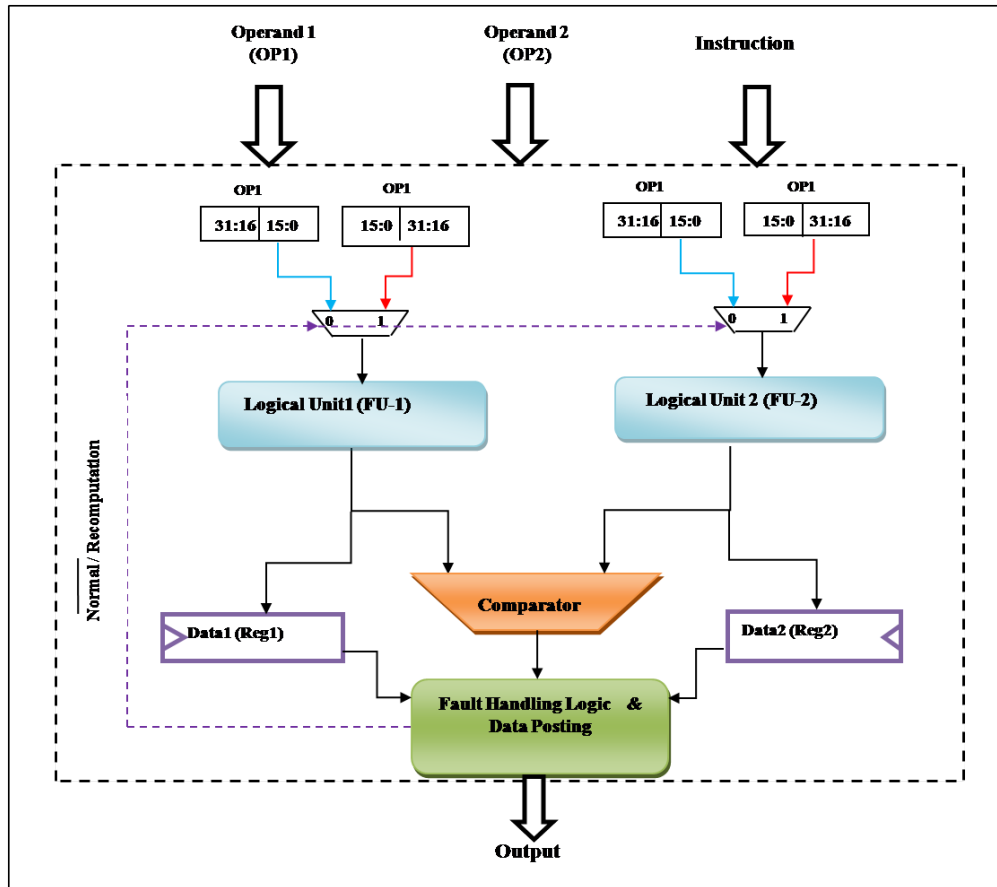 Operand 1
(OP1)
Operand 2
(OP2)
Instruction
OP1
31:16 15:0
OP1
15:0 31:16
OP1
31:16 15:0
OP1
15:0 31:16
0 1
0 1
Logical Unit1 (FU-1)
Logical Unit 2 (FU-2)
Normal / Recomputation
Comparator
Data1 (Reg1)
Data2 (Reg2)
Fault Handling Logic &
Data Posting
Output